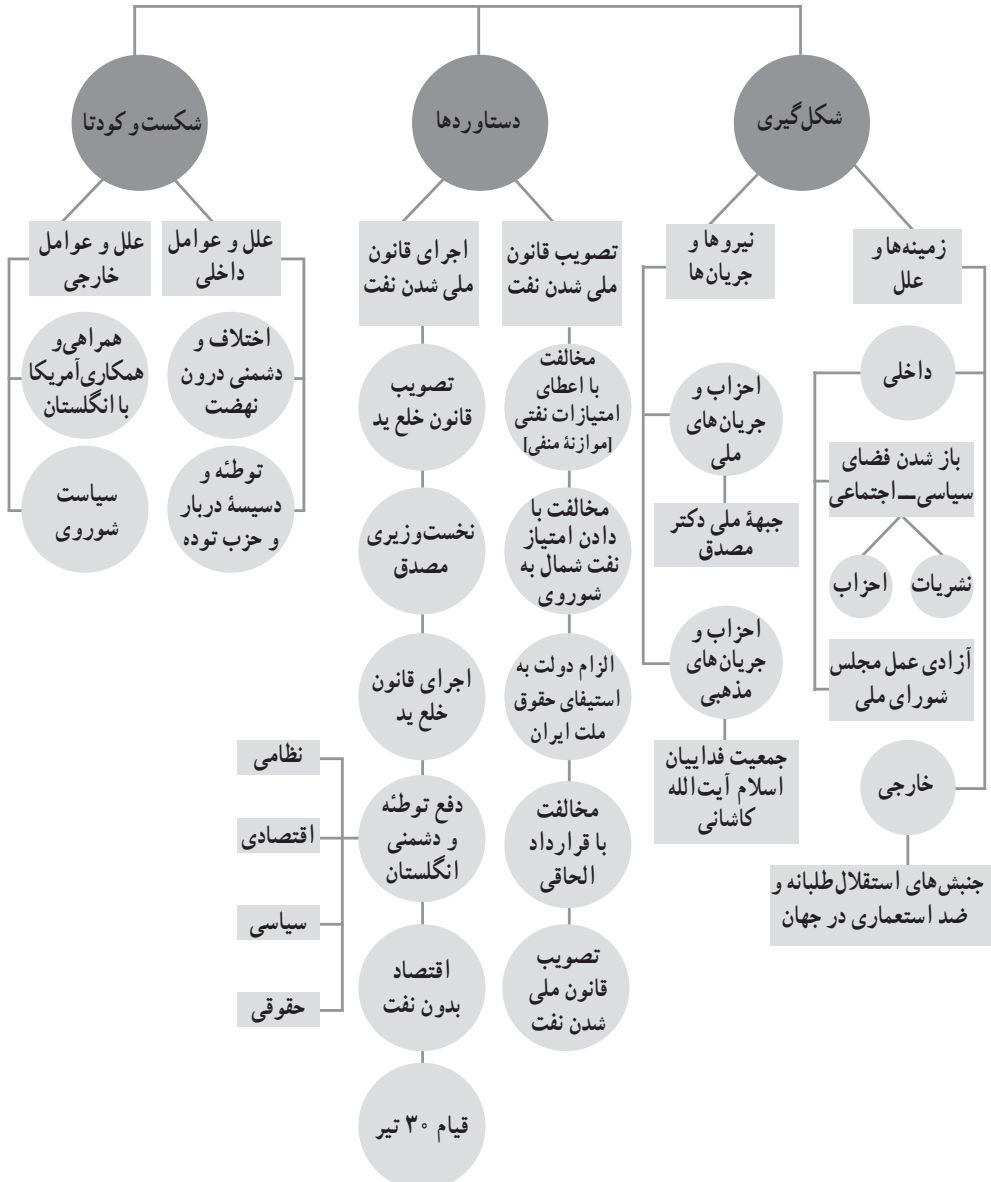 شکل‌گیری
زمینه‌ها و
علل
داخلی
باز شدن فضای
سیاسی ــ اجتماعی
نشریات
احزاب
آزادی عمل مجلس
شورای ملی
خارجی
جنبش‌های استقلال‌طلبانه و
ضد استعماری در جهان
نیروها و
جریان‌ها
احزاب و
جریان‌های
ملی
جبههٔ ملی دکتر
مصدق
احزاب و
جریان‌های
مذهبی
جمعیت فداییان
اسلام آیت‌الله
کاشانی
دستاوردها
تصویب قانون
ملی شدن نفت
مخالفت
با اعطای
امتیازات نفتی
[موازنهٔ منفی]
مخالفت با
دادن امتیاز
نفت شمال به
شوروی
الزام دولت به
استیفای حقوق
ملت ایران
مخالفت
با قرارداد
الحاقی
تصویب
قانون ملی
شدن نفت
اجرای قانون
ملی شدن نفت
تصویب
قانون خلع ید
نخست‌وزیری
مصدق
اجرای قانون
خلع ید
دفع توطئه
و دشمنی
انگلستان
نظامی
اقتصادی
سیاسی
حقوقی
اقتصاد
بدون نفت
قیام ۳۰ تیر
شکست و کودتا
علل و عوامل
داخلی
اختلاف و
دشمنی درون
نهضت
توطئه و
دسیسهٔ دربار
و حزب توده
علل و عوامل
خارجی
همراهی و
همکاری آمریکا
با انگلستان
سیاست
شوروی